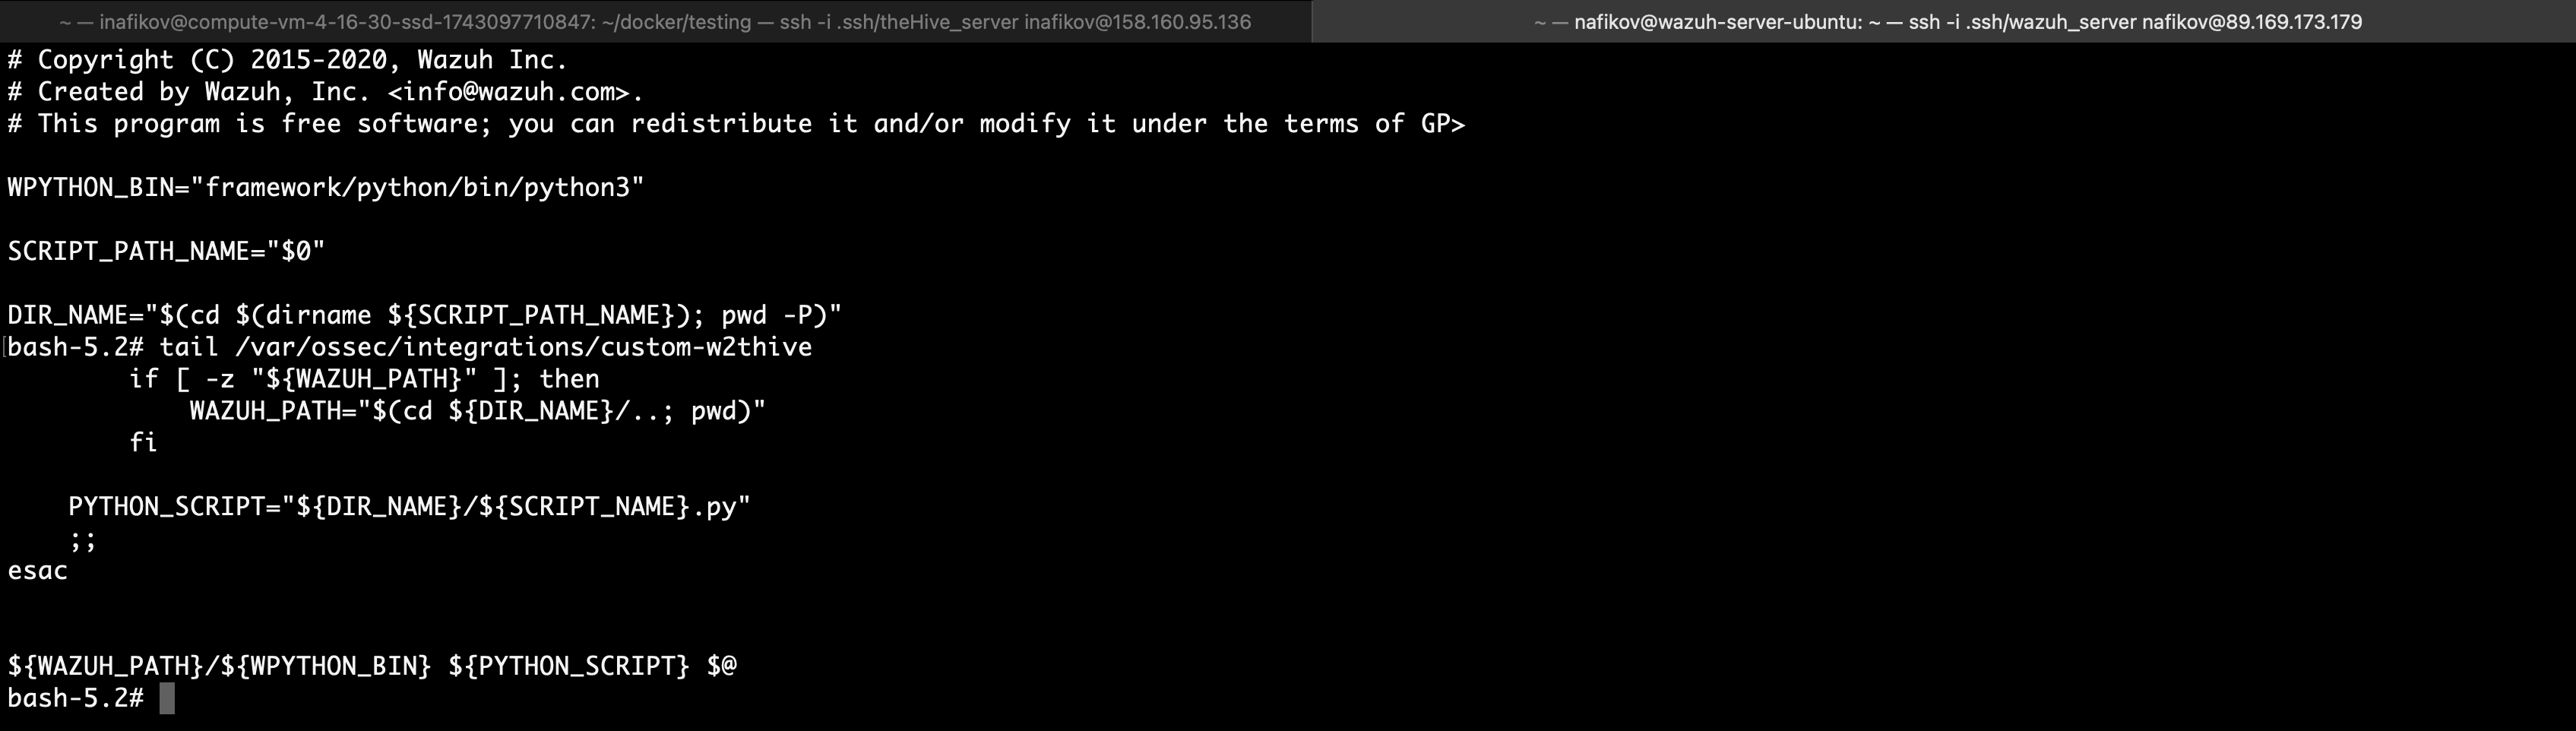 ~ — inafikov@compute-vm-4-16-30-ssd-1743097710847: ~/docker/testing — ssh -i .ssh/theHive_server inafikov@158.160.95.136
~ — nafikov@wazuh-server-ubuntu: ~ — ssh -i .ssh/wazuh_server nafikov@89.169.173.179
# Copyright (C) 2015-2020, Wazuh Inc.
# Created by Wazuh, Inc. <info@wazuh.com>.
# This program is free software; you can redistribute it and/or modify it under the terms of GP>
WPYTHON_BIN="framework/python/bin/python3"
SCRIPT_PATH_NAME="$0"
DIR_NAME="$(cd $(dirname ${SCRIPT_PATH_NAME}); pwd -P)"
[bash-5.2# tail /var/ossec/integrations/custom-w2thive
        if [ -z "${WAZUH_PATH}" ]; then
            WAZUH_PATH="$(cd ${DIR_NAME}/..; pwd)"
        fi
    PYTHON_SCRIPT="${DIR_NAME}/${SCRIPT_NAME}.py"
    ;;
esac
${WAZUH_PATH}/${WPYTHON_BIN} ${PYTHON_SCRIPT} $@
bash-5.2#